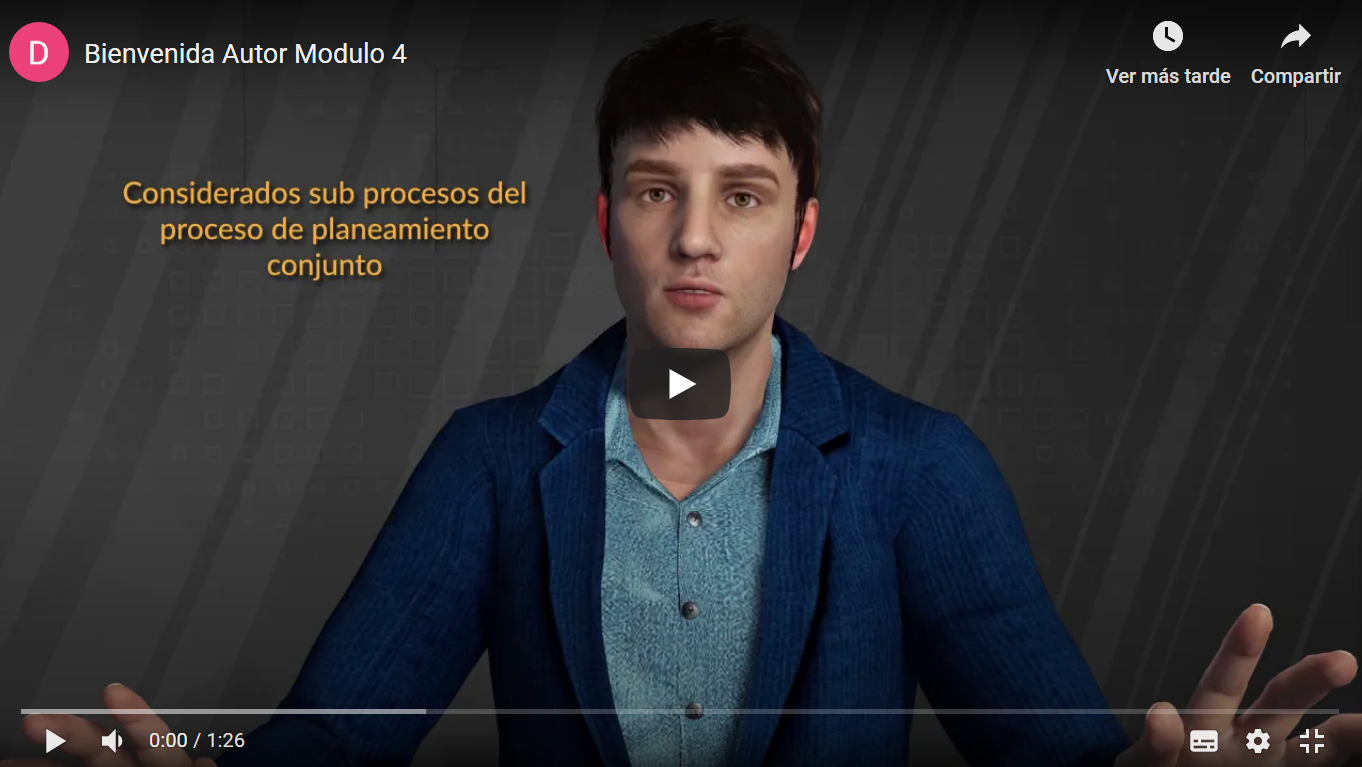 D
Bienvenida Autor Modulo 4
Ver más tarde
Compartir
Considerados sub procesos del
proceso de planeamiento
conjunto
0:00 / 1:26